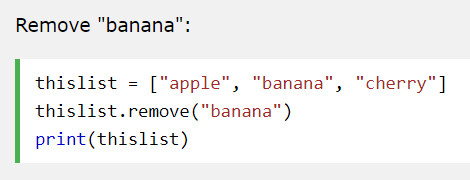 Remove "banana":
thislist = ["apple", "banana", "cherry"]
thislist.remove("banana")
print(thislist)